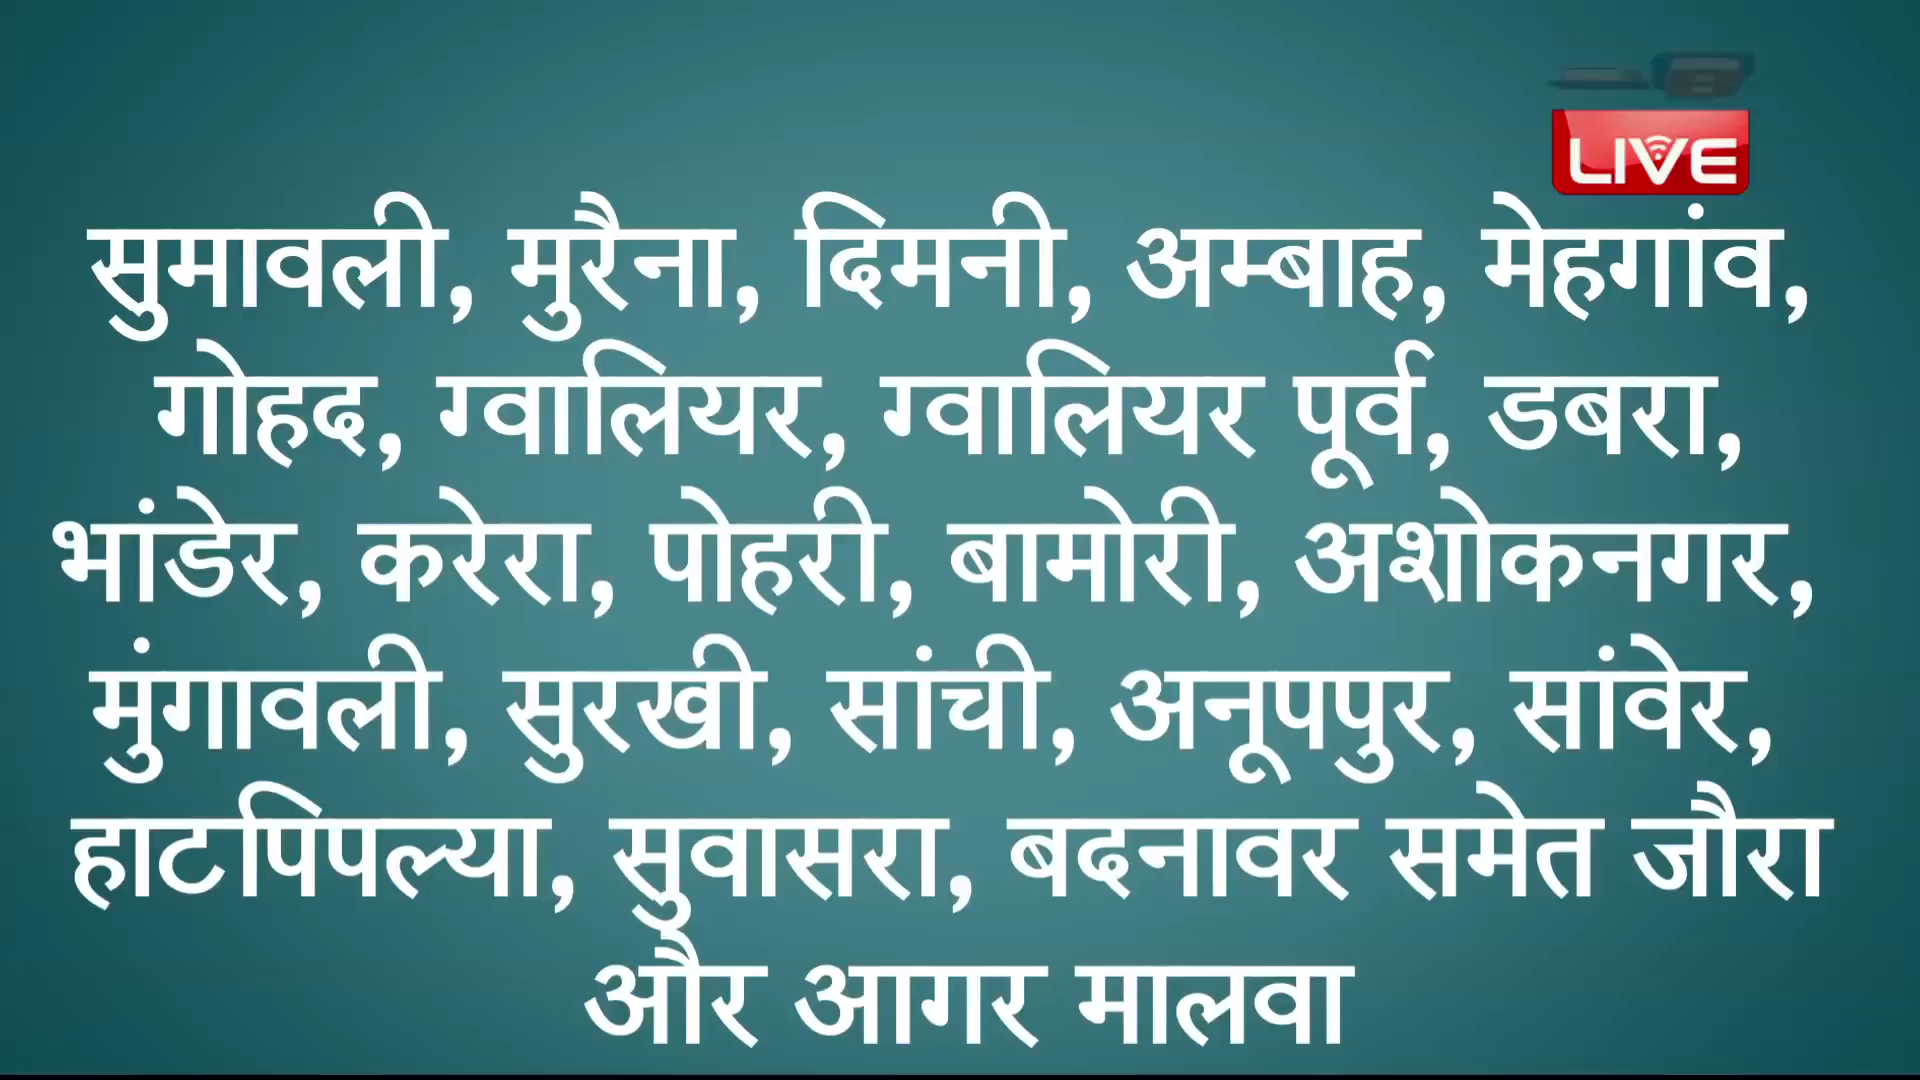 LIVE
सुमावली, मुरैना, दिमनी, अम्बाह, मेहगांव,
गोहद, ग्वालियर, ग्वालियर पूर्व, डबरा,
भांडेर, करेरा, पोहरी, बामोरी, अशोकनगर,
मुंगावली, सुरखी, सांची, अनूपपुर, सांवेर,
हाटपिपल्या, सुवासरा, बदनावर समेत जौरा
और आगर मालवा